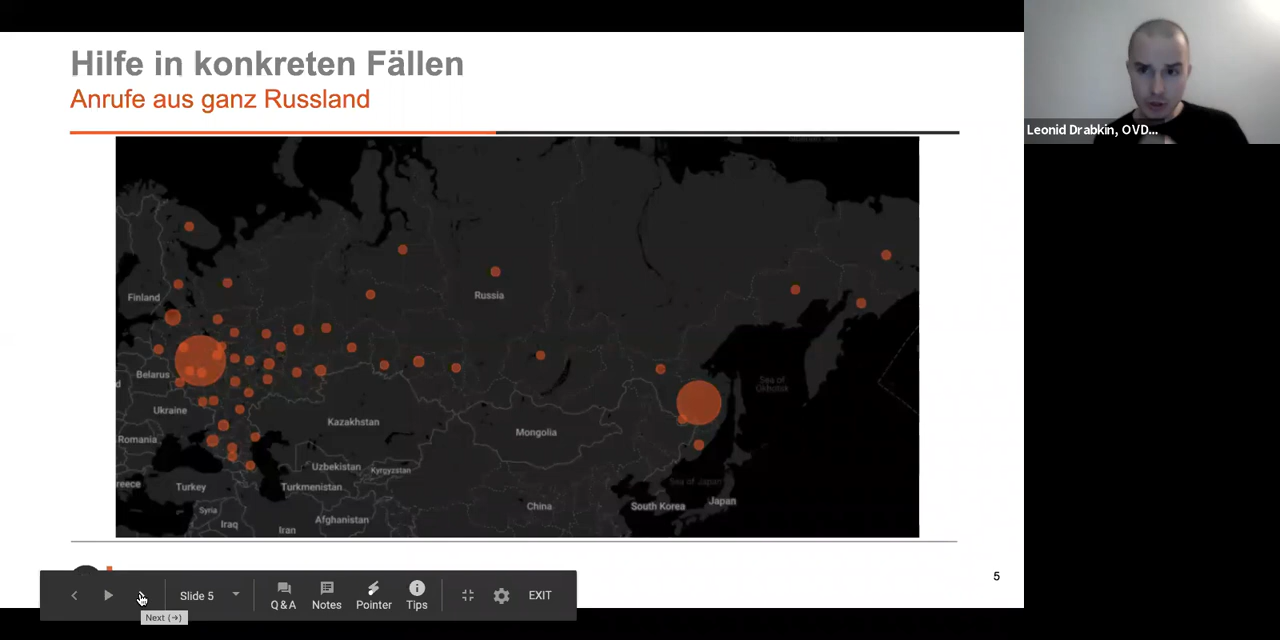 Hilfe in konkreten Fällen
Anrufe aus ganz Russland
Leonid Drabkin, OVD...
Finland
Russia
Belarus
Sea of
Okhotsk
Ukraine
Kazakhstan
Romania
Mongolia
Uzbekistan
Kyrgyzstan
reece
Turkey
Turkmenistan
Sea of Japan
Japan
South Korea
China
Syria
Afghanistan
Iraq
Iran
5
Slide 5
Q & A
Notes
Pointer
Tips
EXIT
Next (→)